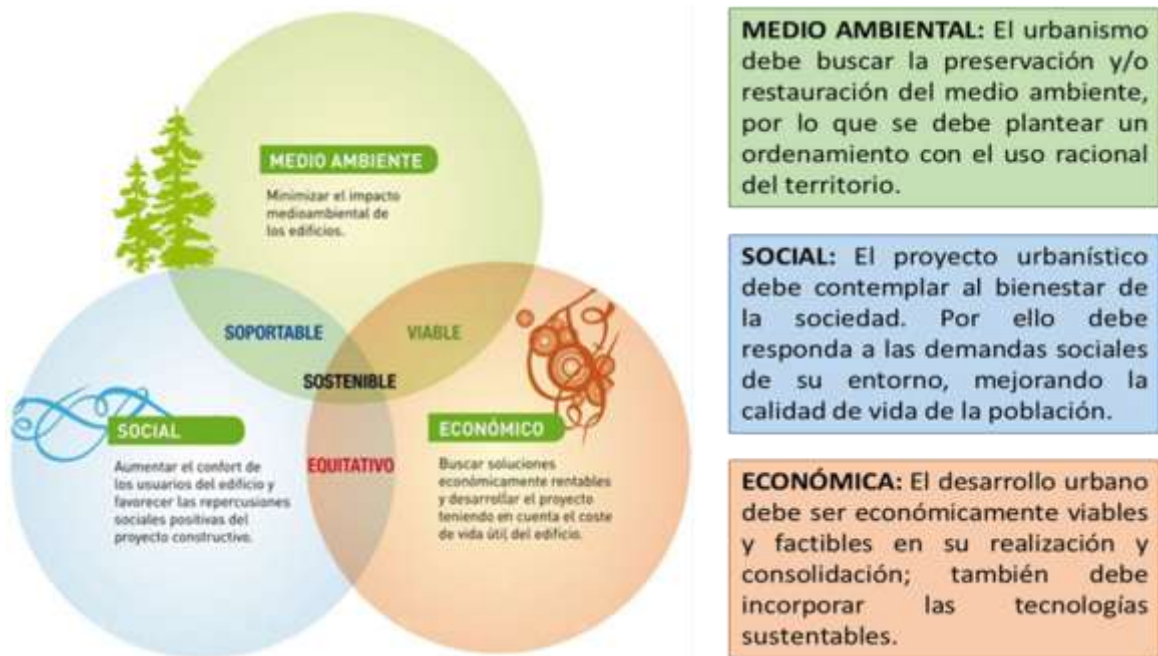 MEDIO AMBIENTE
Minimizar el impacto
medioambiental de
los edificios.
SOPORTABLE
VIABLE
SOSTENIBLE
SOCIAL
Aumentar el confort de
los usuarios del edificio y
favorecer las repercusiones
sociales positivas del
proyecto constructivo.
EQUITATIVO
ECONÓMICO
Buscar soluciones
económicamente rentables
y desarrollar el proyecto
teniendo en cuenta el coste
de vida útil del edificio.
MEDIO AMBIENTAL: El urbanismo
debe buscar la preservación y/o
restauración del medio ambiente,
por lo que se debe plantear un
ordenamiento con el uso racional
del territorio.
SOCIAL: El proyecto urbanístico
debe contemplar al bienestar de
la sociedad. Por ello debe
responda a las demandas sociales
de su entorno, mejorando la
calidad de vida de la población.
ECONÓMICA: El desarrollo urbano
debe ser económicamente viables
y factibles en su realización y
consolidación; también debe
incorporar las tecnologías
sustentables.